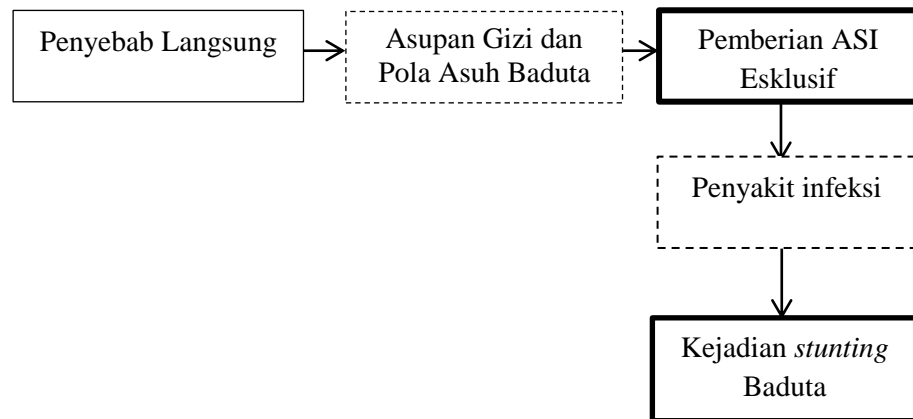 Penyebab Langsung
Asupan Gizi dan
Pola Asuh Baduta
Pemberian ASI
Esklusif
Penyakit infeksi
Kejadian stunting
Baduta